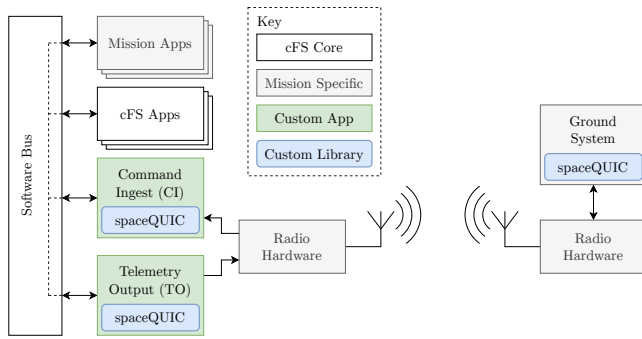 Software Bus
Mission Apps
cFS Apps
Command
Ingest (CI)
spaceQUIC
Telemetry
Output (TO)
spaceQUIC
Key
cFS Core
Mission Specific
Custom App
Custom Library
Radio
Hardware
Ground
System
spaceQUIC
Radio
Hardware